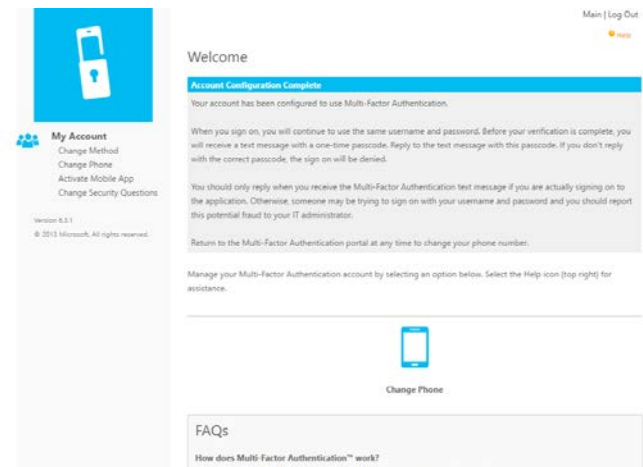 Main | Log Out
Help
Welcome
Account Configuration Complete
Your account has been configured to use Multi-Factor Authentication.
When you sign on, you will continue to use the same username and password. Before your verification is complete, you
will receive a text message with a one-time passcode. Reply to the text message with this passcode. If you don't reply
with the correct passcode, the sign on will be denied.
You should only reply when you receive the Multi-Factor Authentication text message if you are actually signing on to
the application. Otherwise, someone may be trying to sign on with your username and password and you should report
this potential fraud to your IT administrator.
Return to the Multi-Factor Authentication portal at any time to change your phone number.
My Account
Change Method
Change Phone
Activate Mobile App
Change Security Questions
Version 6.3.1
© 2013 Microsoft, All rights reserved.
Manage your Multi-Factor Authentication account by selecting an option below. Select the Help icon (top right) for
assistance.
Change Phone
FAQs
How does Multi-Factor Authentication™ work?